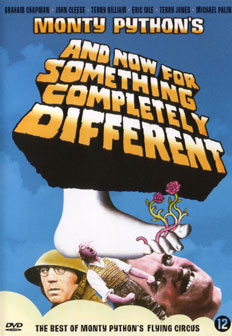 GRAHAM CHAPMAN • JOHN CLEESE • TERRY GILLIAM • ERIC IDLE • TERRY JONES • MICHAEL PALIN
MONTY PYTHON'S
AND NOW FOR
SOMETHING
COMPLETELY
DIFFERENT
DVD
THE BEST OF MONTY PYTHON'S FLYING CIRCUS
12